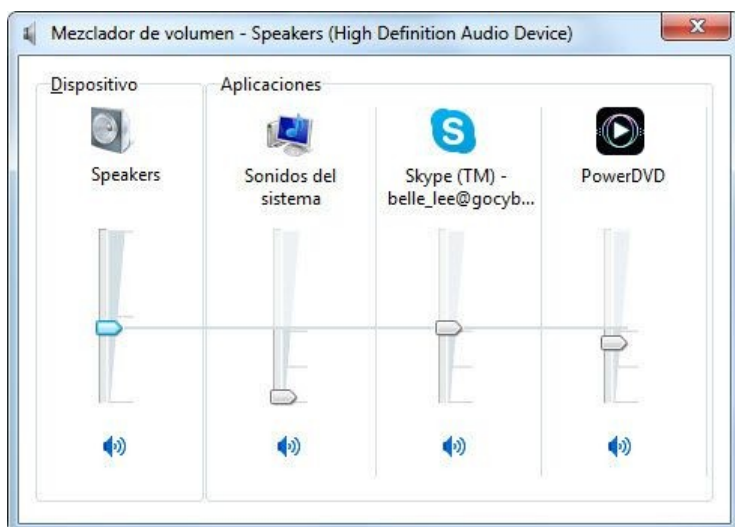 Mezclador de volumen - Speakers (High Definition Audio Device)
Dispositivo
Aplicaciones
Speakers
Sonidos del
sistema
Skype (TM) -
belle_lee@gocyb...
PowerDVD